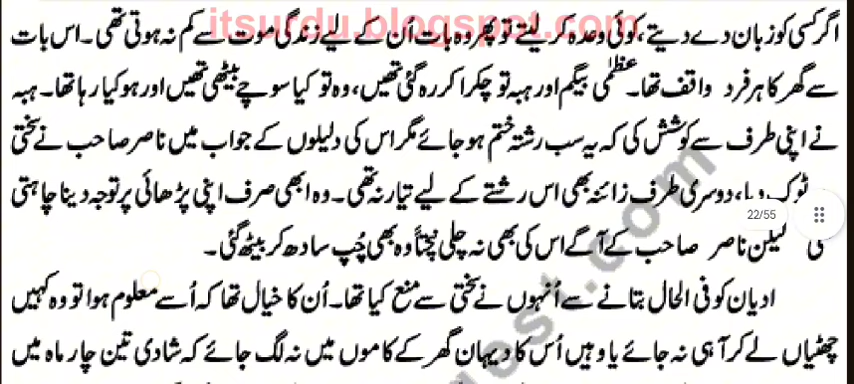 itsurdu.blogspot.com
اگر کسی کو زبان دے دیتے، کوئی وعدہ کر لیتے تو پھر وہ بات اُن کے لیے زندگی موت سے کم نہ ہوتی تھی۔ اس بات
سے گھر کا ہر فرد واقف تھا۔ عظمیٰ بیگم اور ہبہ تو چکرا کر رہ گئی تھیں، وہ تو کیا سوچے بیٹھی تھیں اور ہو کیا رہا تھا۔ ہبہ
نے اپنی طرف سے کوشش کی کہ یہ سب رشتہ ختم ہو جائے مگر اس کی دلیلوں کے جواب میں ناصر صاحب نے سختی
ٹوک دیا، دوسری طرف زائنہ بھی اس رشتے کے لیے تیار نہ تھی۔ وہ ابھی صرف اپنی پڑھائی پر توجہ دینا چاہتی
22/55
لیکن ناصر صاحب کے آگے اس کی بھی نہ چلی نتیجتاً وہ بھی چُپ سادھ کر بیٹھ گئی۔
ادیان کو فی الحال بتانے سے اُنہوں نے سختی سے منع کیا تھا۔ اُن کا خیال تھا کہ اُسے معلوم ہوا تو وہ کہیں
چھٹیاں لے کر آ ہی نہ جائے یا وہیں اُس کا دیہان گھر کے کاموں میں نہ لگ جائے کہ شادی تین چار ماہ میں